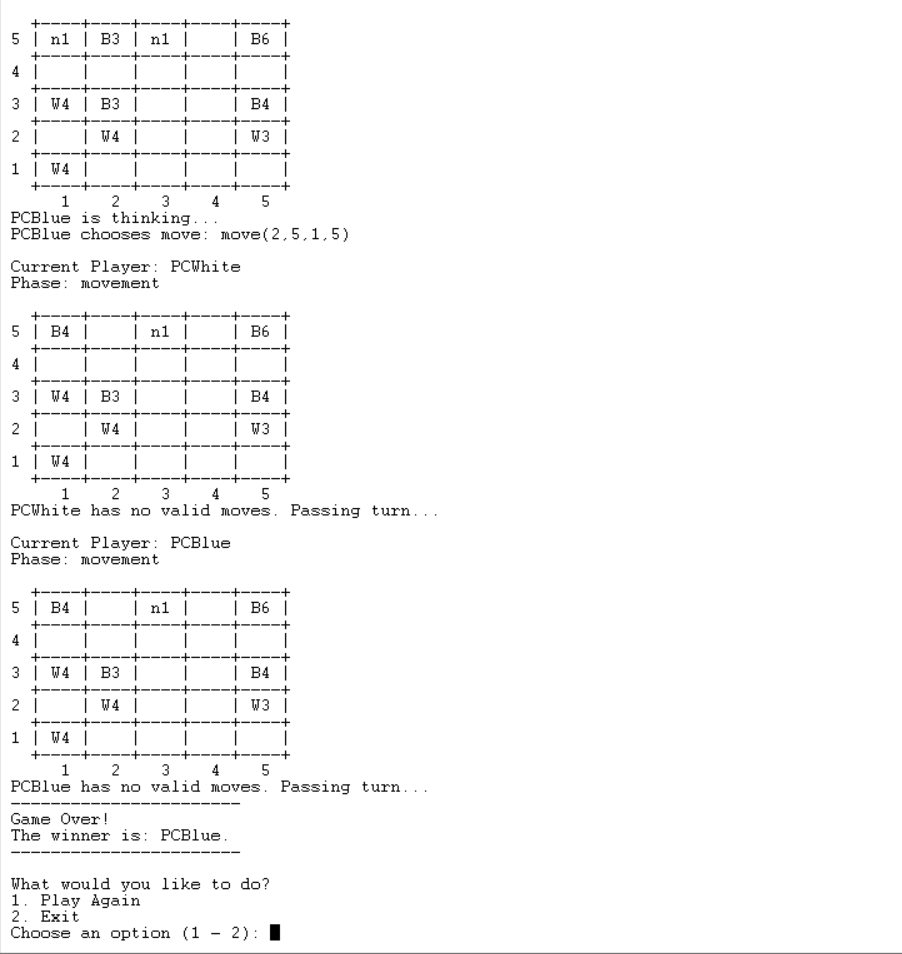 +----+----+----+----+----+
5 | n1 | B3 | n1 |    | B6 |
+----+----+----+----+----+
4 |    |    |    |    |    |
+----+----+----+----+----+
3 | W4 | B3 |    |    | B4 |
+----+----+----+----+----+
2 |    | W4 |    |    | W3 |
+----+----+----+----+----+
1 | W4 |    |    |    |    |
+----+----+----+----+----+
1    2    3    4    5
PCBlue is thinking...
PCBlue chooses move: move(2,5,1,5)
Current Player: PCWhite
Phase: movement
+----+----+----+----+----+
5 | B4 |    | n1 |    | B6 |
+----+----+----+----+----+
4 |    |    |    |    |    |
+----+----+----+----+----+
3 | W4 | B3 |    |    | B4 |
+----+----+----+----+----+
2 |    | W4 |    |    | W3 |
+----+----+----+----+----+
1 | W4 |    |    |    |    |
+----+----+----+----+----+
1    2    3    4    5
PCWhite has no valid moves. Passing turn...
Current Player: PCBlue
Phase: movement
+----+----+----+----+----+
5 | B4 |    | n1 |    | B6 |
+----+----+----+----+----+
4 |    |    |    |    |    |
+----+----+----+----+----+
3 | W4 | B3 |    |    | B4 |
+----+----+----+----+----+
2 |    | W4 |    |    | W3 |
+----+----+----+----+----+
1 | W4 |    |    |    |    |
+----+----+----+----+----+
1    2    3    4    5
PCBlue has no valid moves. Passing turn...
-----------------------
Game Over!
The winner is: PCBlue.
-----------------------
What would you like to do?
1. Play Again
2. Exit
Choose an option (1 - 2):